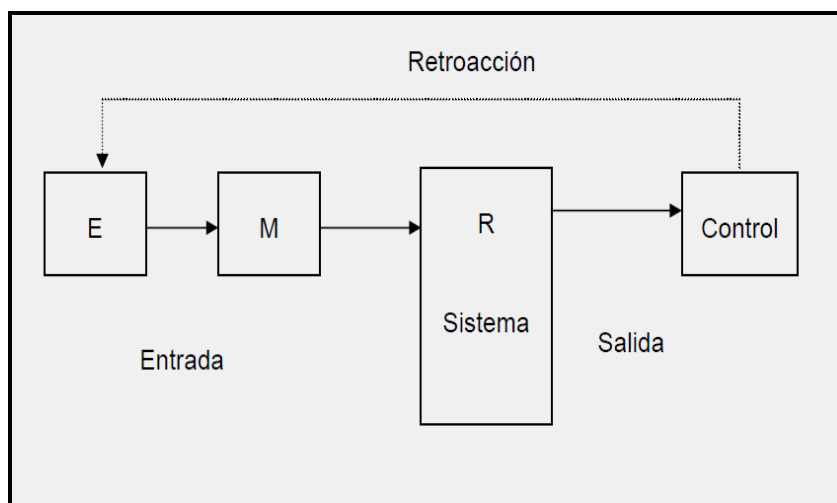 Retroacción
E
M
R
Control
Sistema
Salida
Entrada